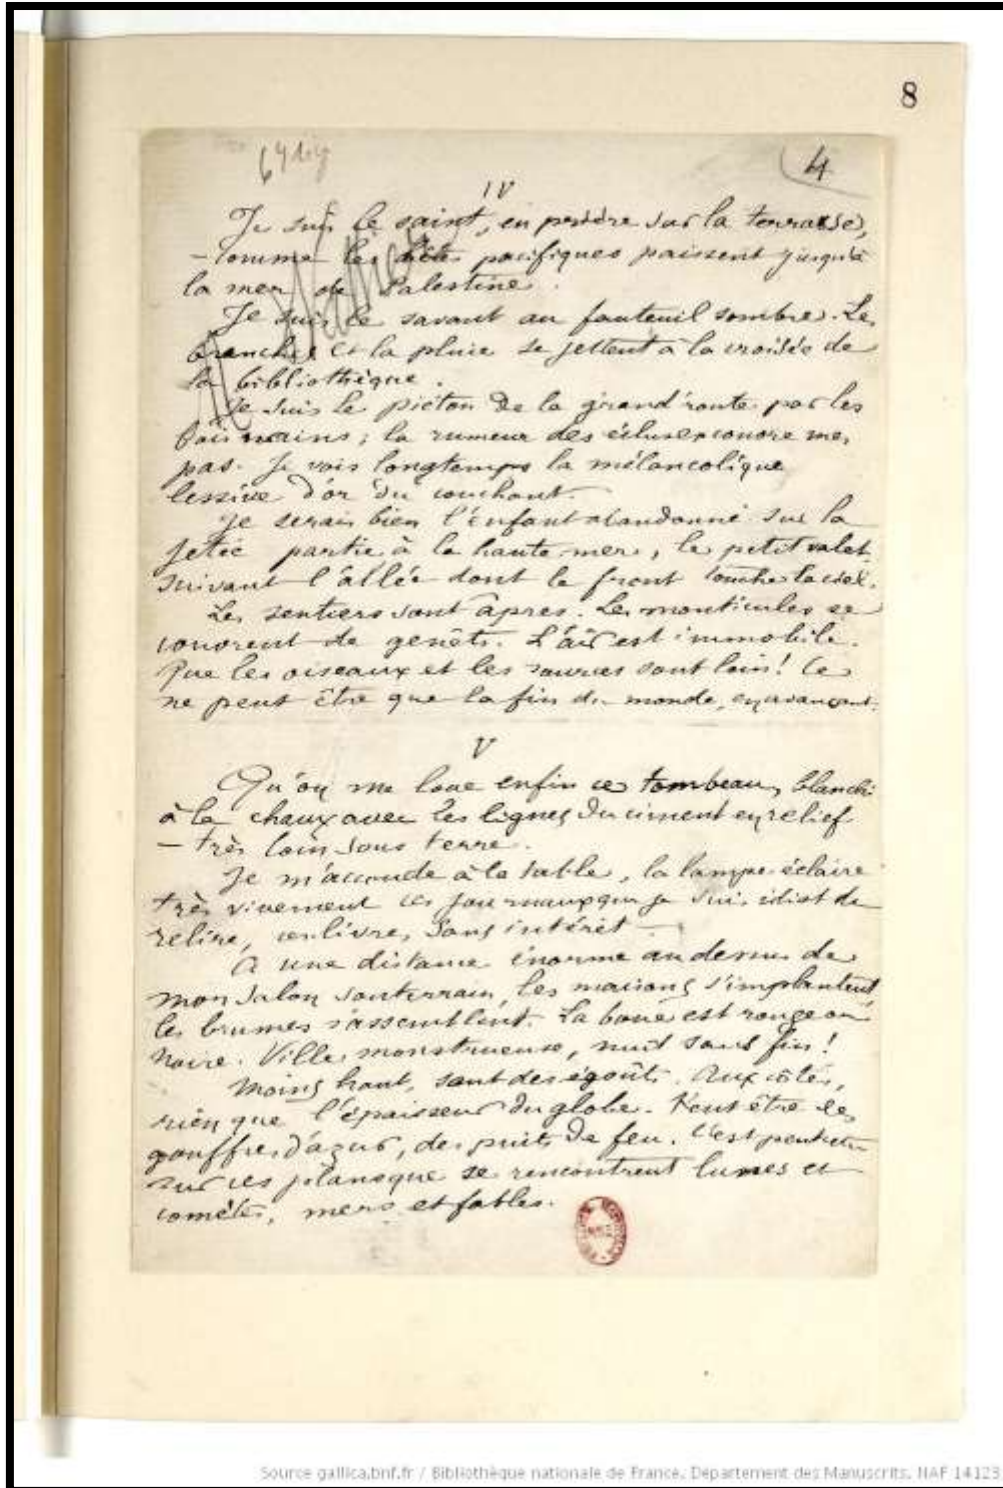 8
4
IV
Je suis le saint, en prière sur la terrasse,
– comme les bêtes pacifiques paissent jusqu'à
la mer de Palestine.
Je suis le savant au fauteuil sombre. Les
branches et la pluie se jettent à la croisée de
la bibliothèque.
Je suis le piéton de la grand'route par les
bois nains ; la rumeur des écluses couvre mes
pas. Je vois longtemps la mélancolique
lessive d'or du couchant.
Je serais bien l'enfant abandonné sur la
jetée partie à la haute mer, le petit valet
suivant l'allée dont le front touche le ciel.
Les sentiers sont âpres. Les monticules se
couvrent de genêts. L'air est immobile.
Que les oiseaux et les sources sont loin ! Ce
ne peut être que la fin du monde, en avançant.
V
Qu'on me loue enfin ce tombeau, blanchi
à la chaux avec les lignes du ciment en relief
– très loin sous terre.
Je m'accoude à la table, la lampe éclaire
très vivement ces journaux que je suis idiot de
relire, ces livres sans intérêt. –
A une distance énorme au dessus de
mon salon souterrain, les maisons s'implantent,
les brumes s'assemblent. La boue est rouge ou
noire. Ville monstrueuse, nuit sans fin !
Moins haut, sont des égoûts. Aux côtés,
rien que l'épaisseur du globe. Peut être les
gouffres d'azur, des puits de feu. C'est peut-être
sur ces plans que se rencontrent lunes et
comètes, mers et fables.
Source gallica.bnf.fr / Bibliothèque nationale de France. Département des Manuscrits. NAF 14123